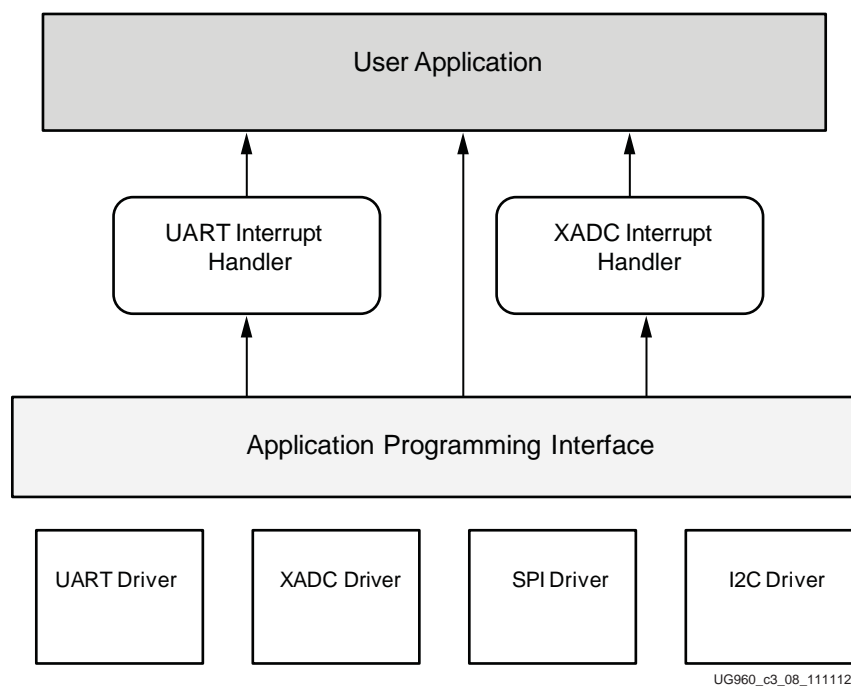 User Application
UART Interrupt
Handler
XADC Interrupt
Handler
Application Programming Interface
UART Driver
XADC Driver
SPI Driver
I2C Driver
UG960_c3_08_111112